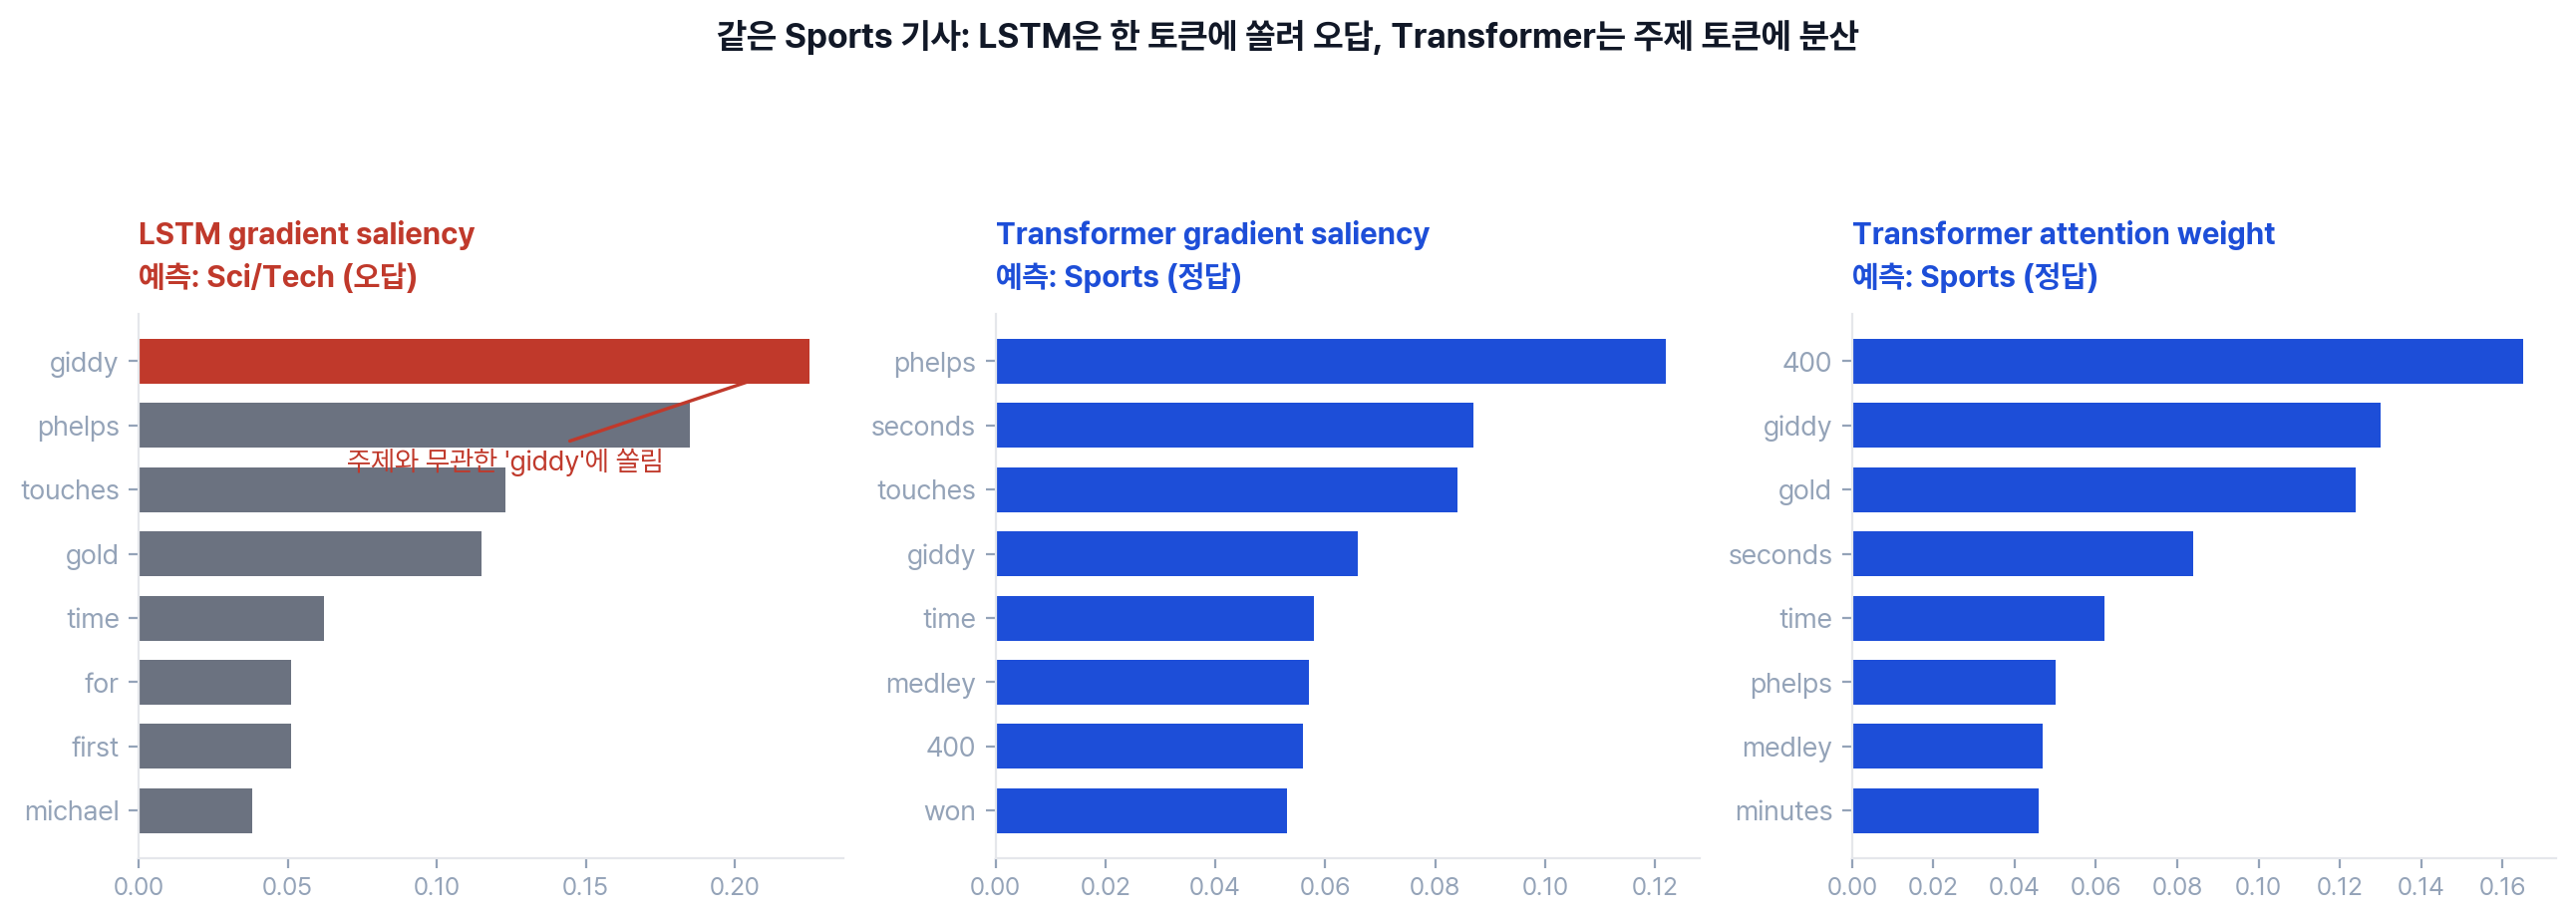 같은 Sports 기사: LSTM은 한 토큰에 쏠려 오답, Transformer는 주제 토큰에 분산
LSTM gradient saliency
예측: Sci/Tech (오답)
giddy
phelps
주제와 무관한 'giddy'에 쏠림
touches
gold
time
for
first
michael
0.00 0.05 0.10 0.15 0.20
Transformer gradient saliency
예측: Sports (정답)
phelps
seconds
touches
giddy
time
medley
400
won
0.00 0.02 0.04 0.06 0.08 0.10 0.12
Transformer attention weight
예측: Sports (정답)
400
giddy
gold
seconds
time
phelps
medley
minutes
0.00 0.02 0.04 0.06 0.08 0.10 0.12 0.14 0.16